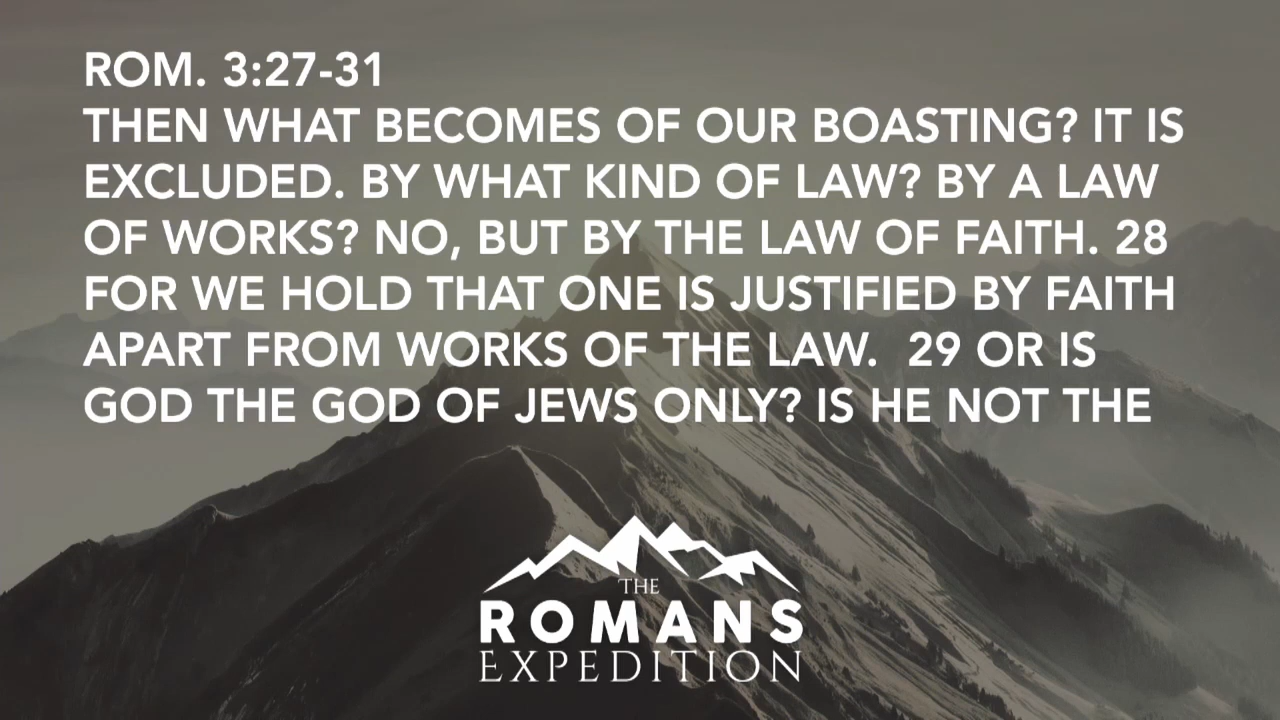 ROM. 3:27-31
THEN WHAT BECOMES OF OUR BOASTING? IT IS
EXCLUDED. BY WHAT KIND OF LAW? BY A LAW
OF WORKS? NO, BUT BY THE LAW OF FAITH. 28
FOR WE HOLD THAT ONE IS JUSTIFIED BY FAITH
APART FROM WORKS OF THE LAW.  29 OR IS
GOD THE GOD OF JEWS ONLY? IS HE NOT THE
THE
ROMANS
EXPEDITION